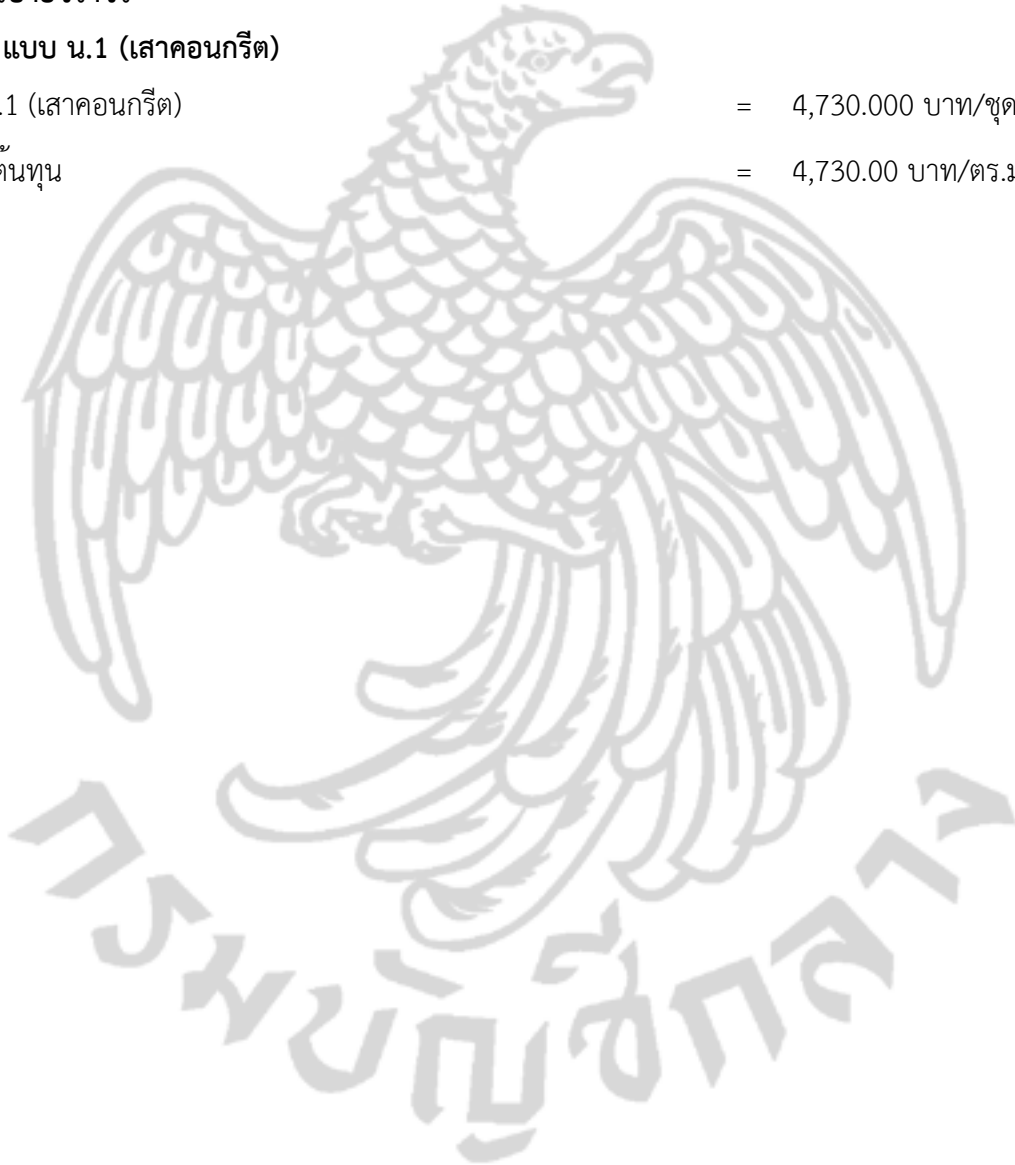 แบบ น.1 (เสาคอนกรีต)
.1 (เสาคอนกรีต) = 4,730.000 บาท/ชุด
ต้นทุน = 4,730.00 บาท/ตร.ม
กรมบัญชีกลาง